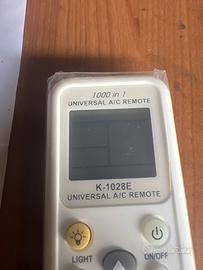 1000 in 1
UNIVERSAL A/C REMOTE
K-1028E
UNIVERSAL A/C REMOTE
LIGHT
ON/OFF